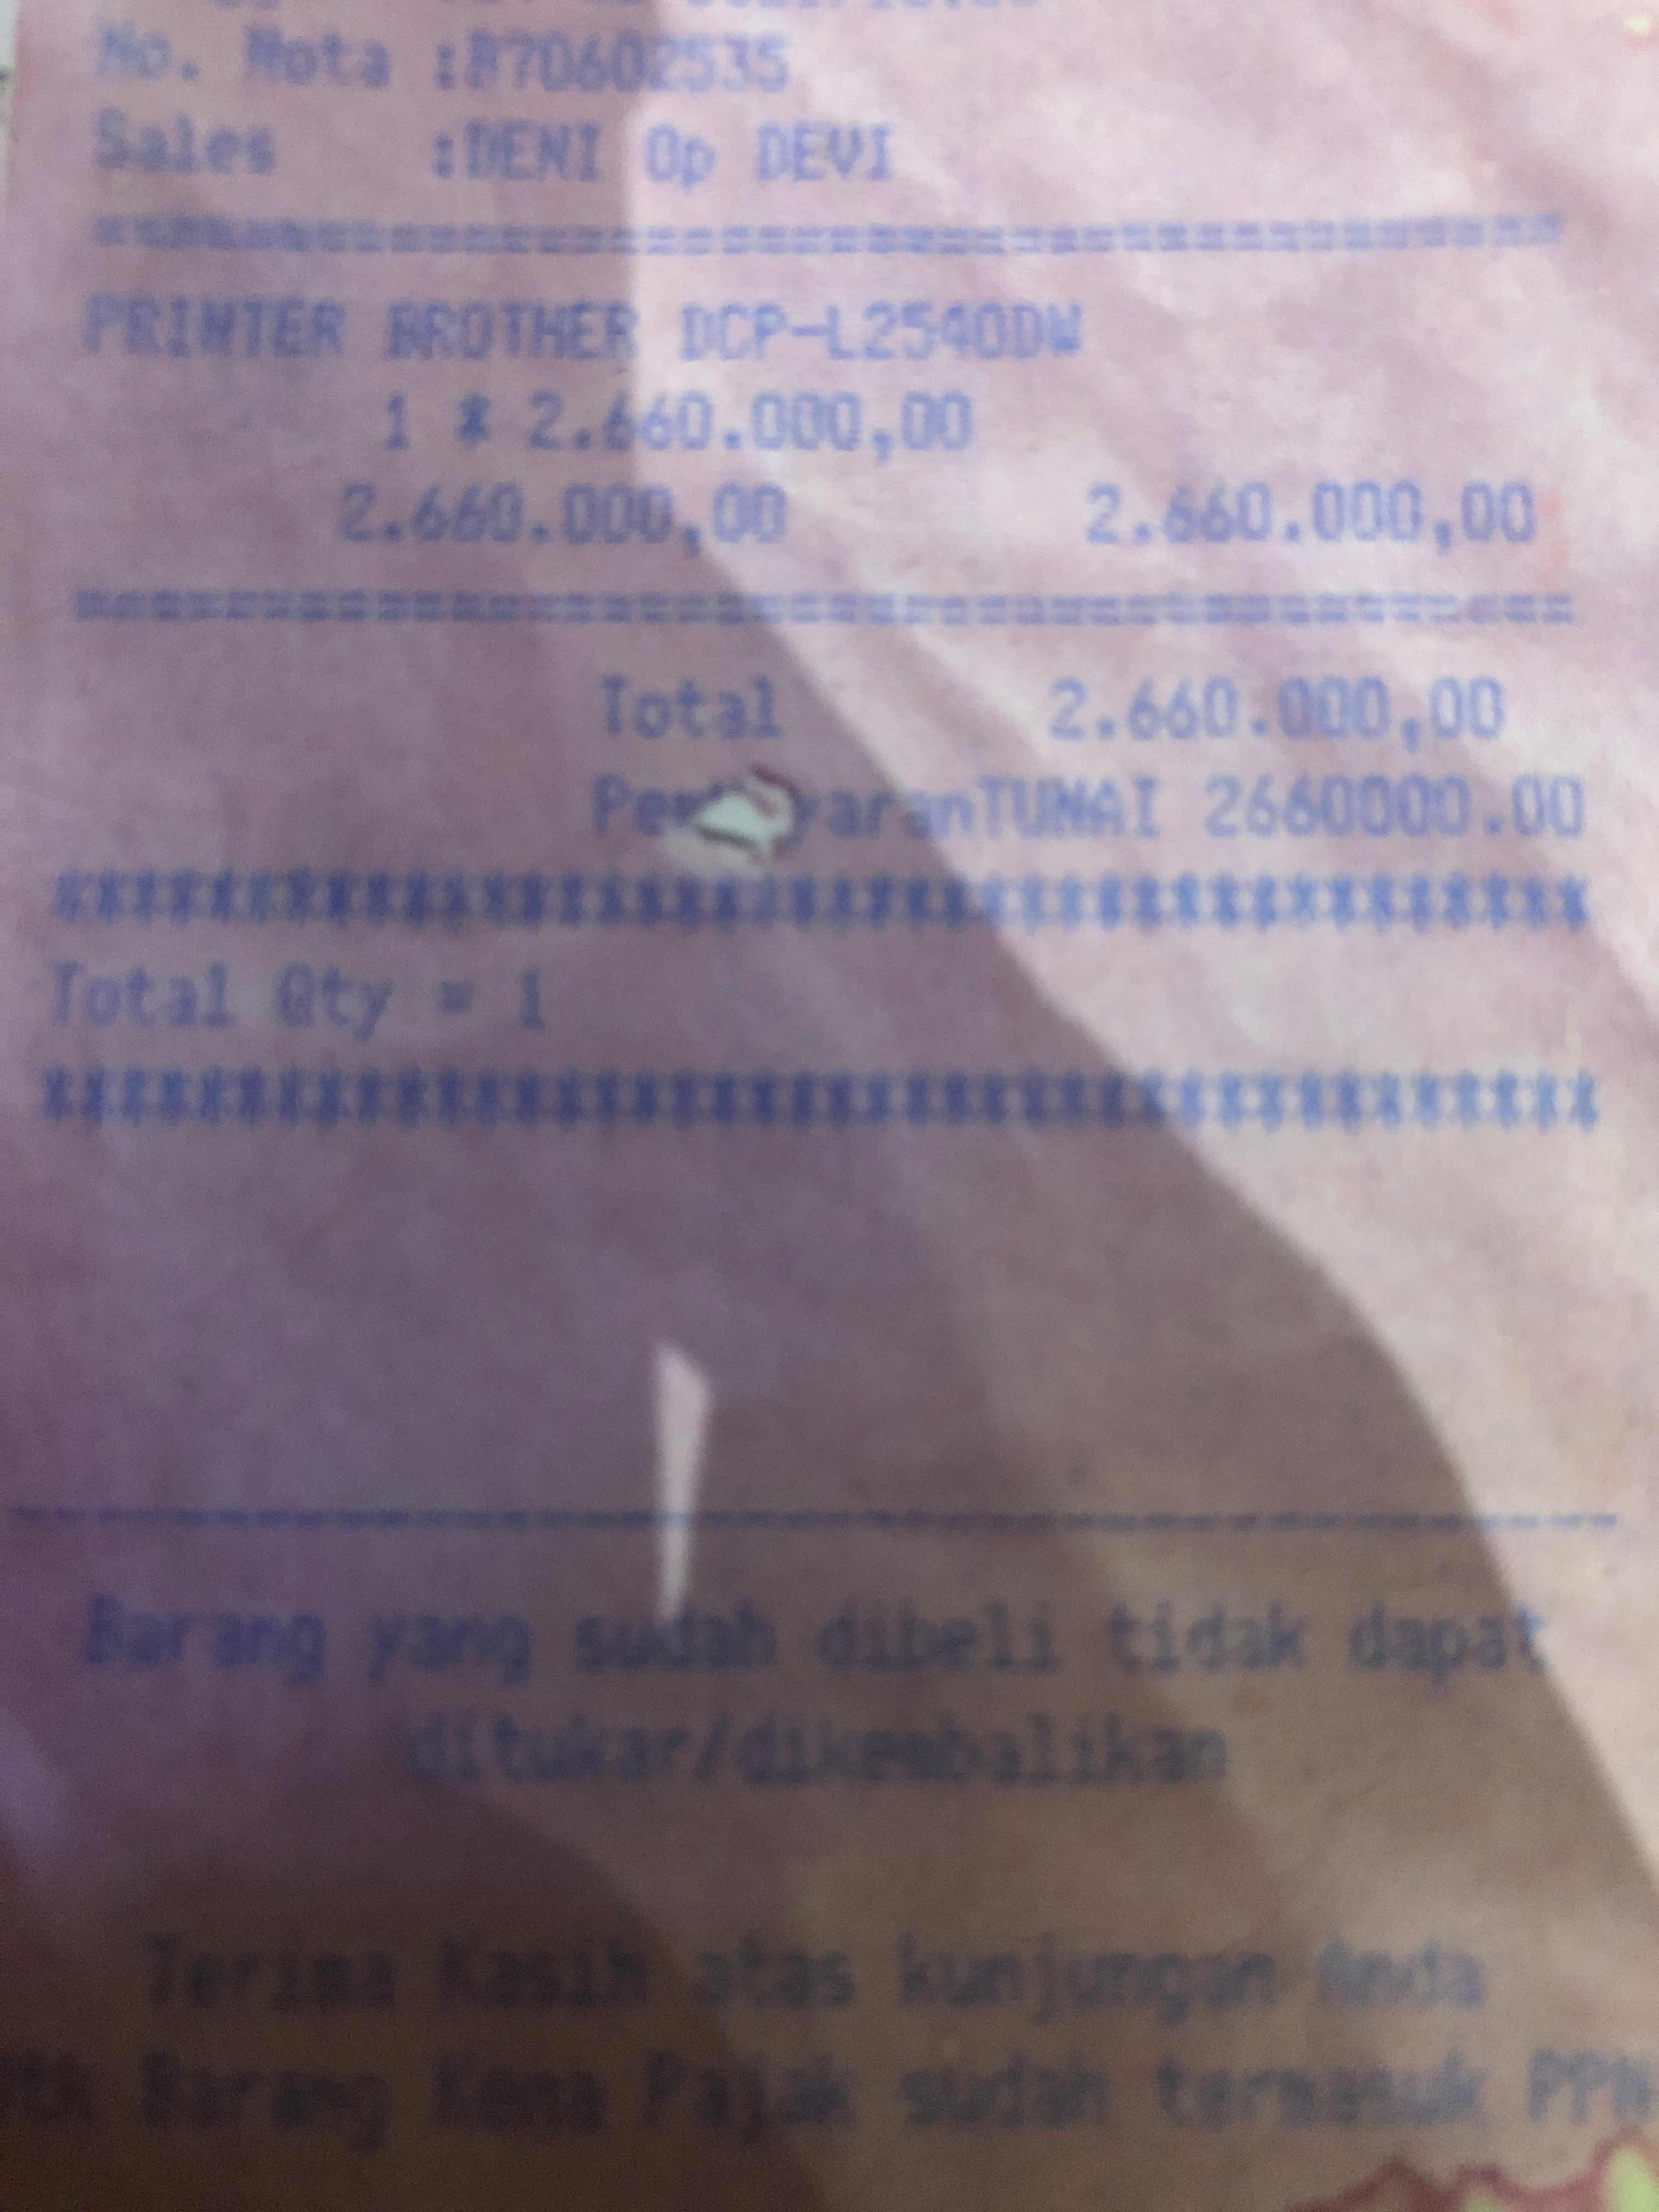 No. Nota :R70602535
Sales :DENI Op DEVI
========================================
PRINTER BROTHER DCP-L2540DW
1 * 2.660.000,00
2.660.000,00 2.660.000,00
========================================
Total 2.660.000,00
TUNAI 2660000.00
****************************************
Total Qty = 1
****************************************
----------------------------------------
Barang yang sudah dibeli tidak dapat
ditukar/dikembalikan
Terima Kasih atas kunjungan Anda
Barang Kena Pajak sudah termasuk PPN